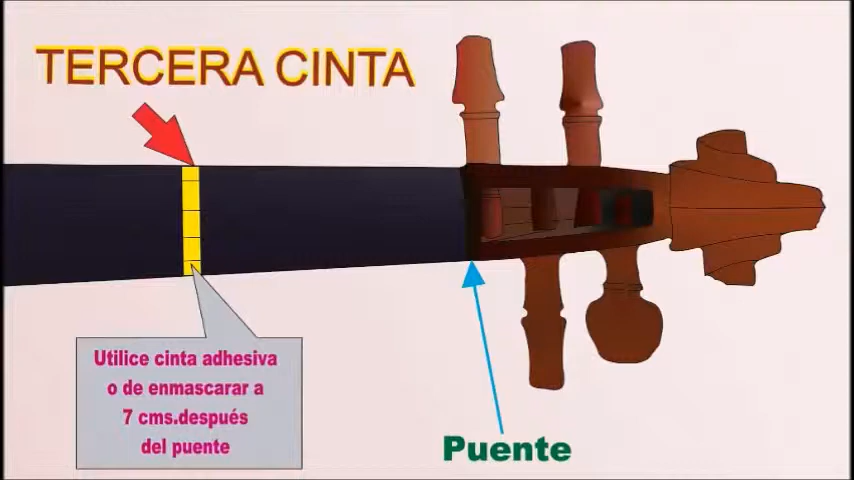 TERCERA CINTA
Utilice cinta adhesiva
o de enmascarar a
7 cms.después
del puente
Puente